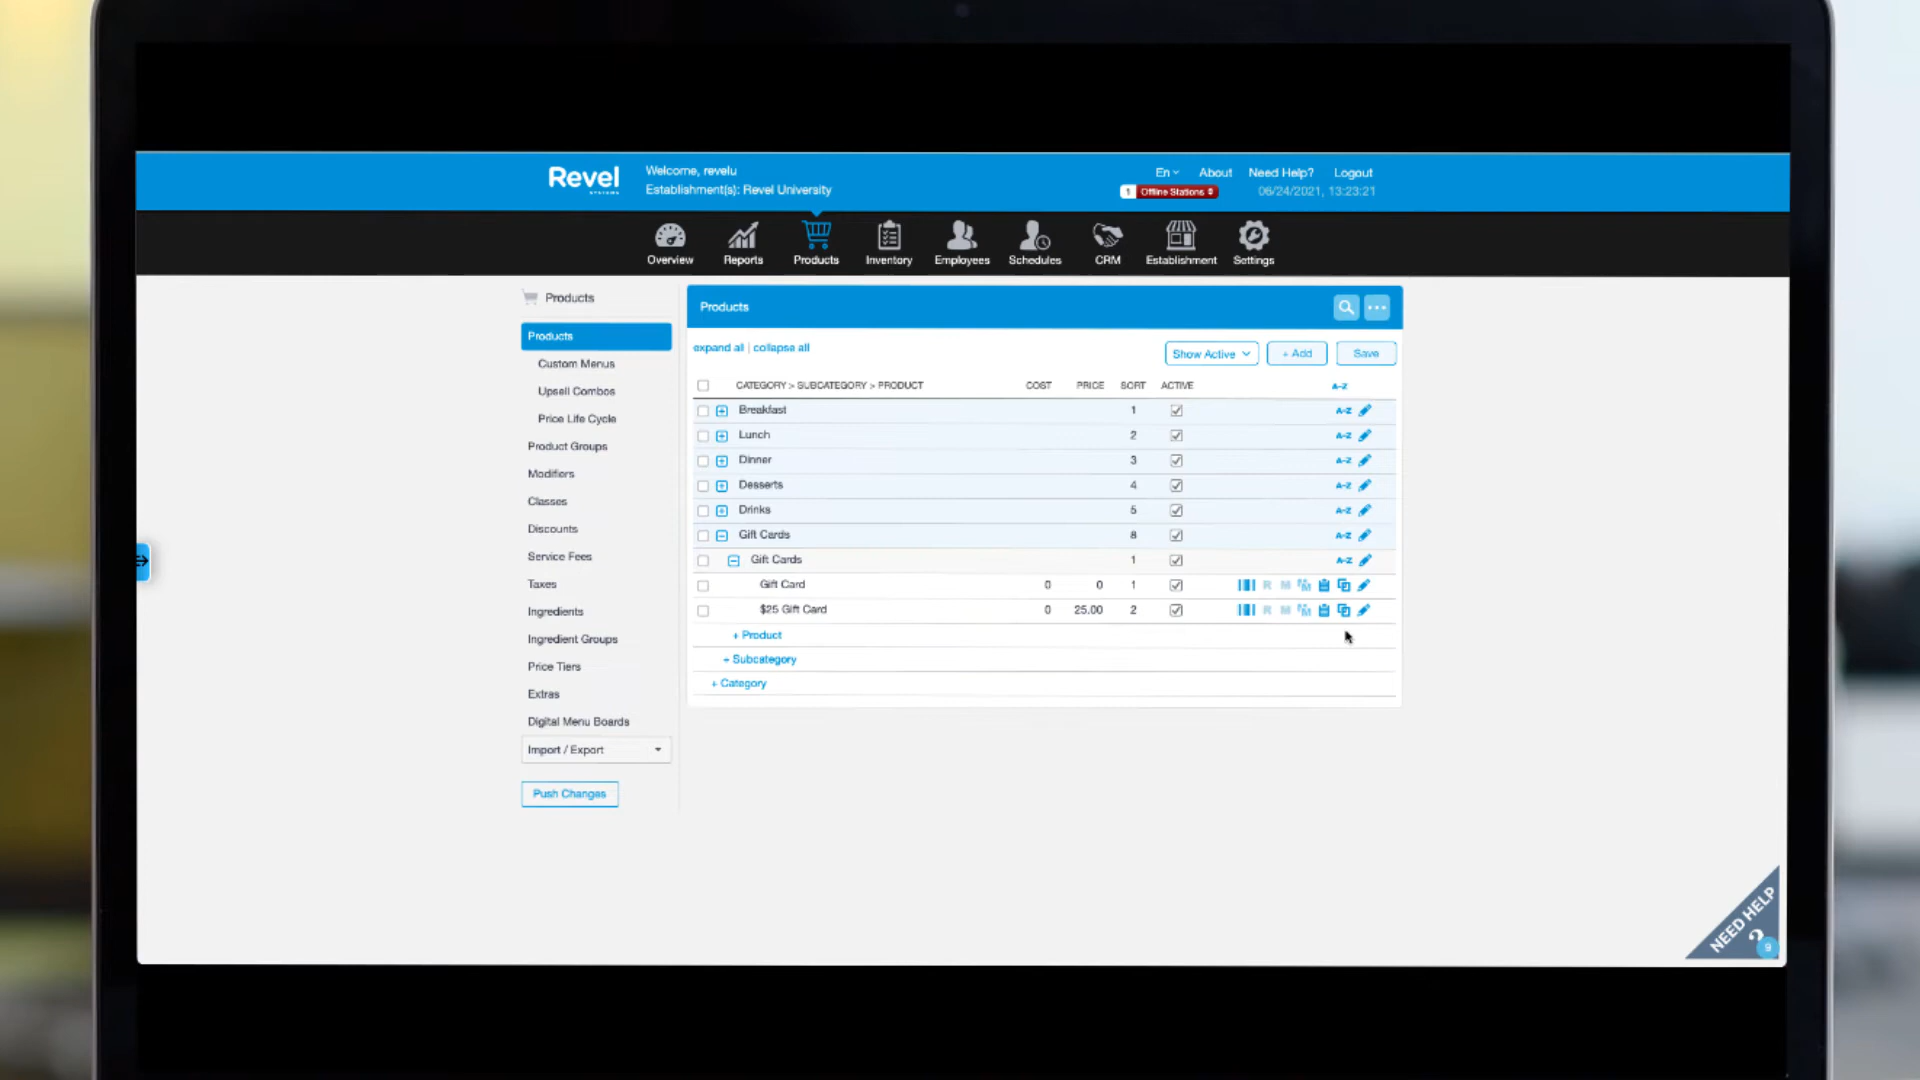 Revel
SYSTEMS
Welcome, revelu
Establishment(s): Revel University
En About Need Help? Logout
1 Offline Stations
06/24/2021, 13:23:21
Overview Reports Products Inventory Employees Schedules CRM Establishment Settings
Products
Products
Custom Menus
Upsell Combos
Price Life Cycle
Product Groups
Modifiers
Classes
Discounts
Service Fees
Taxes
Ingredients
Ingredient Groups
Price Tiers
Extras
Digital Menu Boards
Import / Export
Push Changes
Products
expand all | collapse all
Show Active + Add Save
CATEGORY > SUBCATEGORY > PRODUCT COST PRICE SORT ACTIVE A-Z
Breakfast 1 A-Z
Lunch 2 A-Z
Dinner 3 A-Z
Desserts 4 A-Z
Drinks 5 A-Z
Gift Cards 8 A-Z
Gift Cards 1 A-Z
Gift Card 0 0 1 R M
$25 Gift Card 0 25.00 2 R M
+ Product
+ Subcategory
+ Category
NEED HELP
?
9